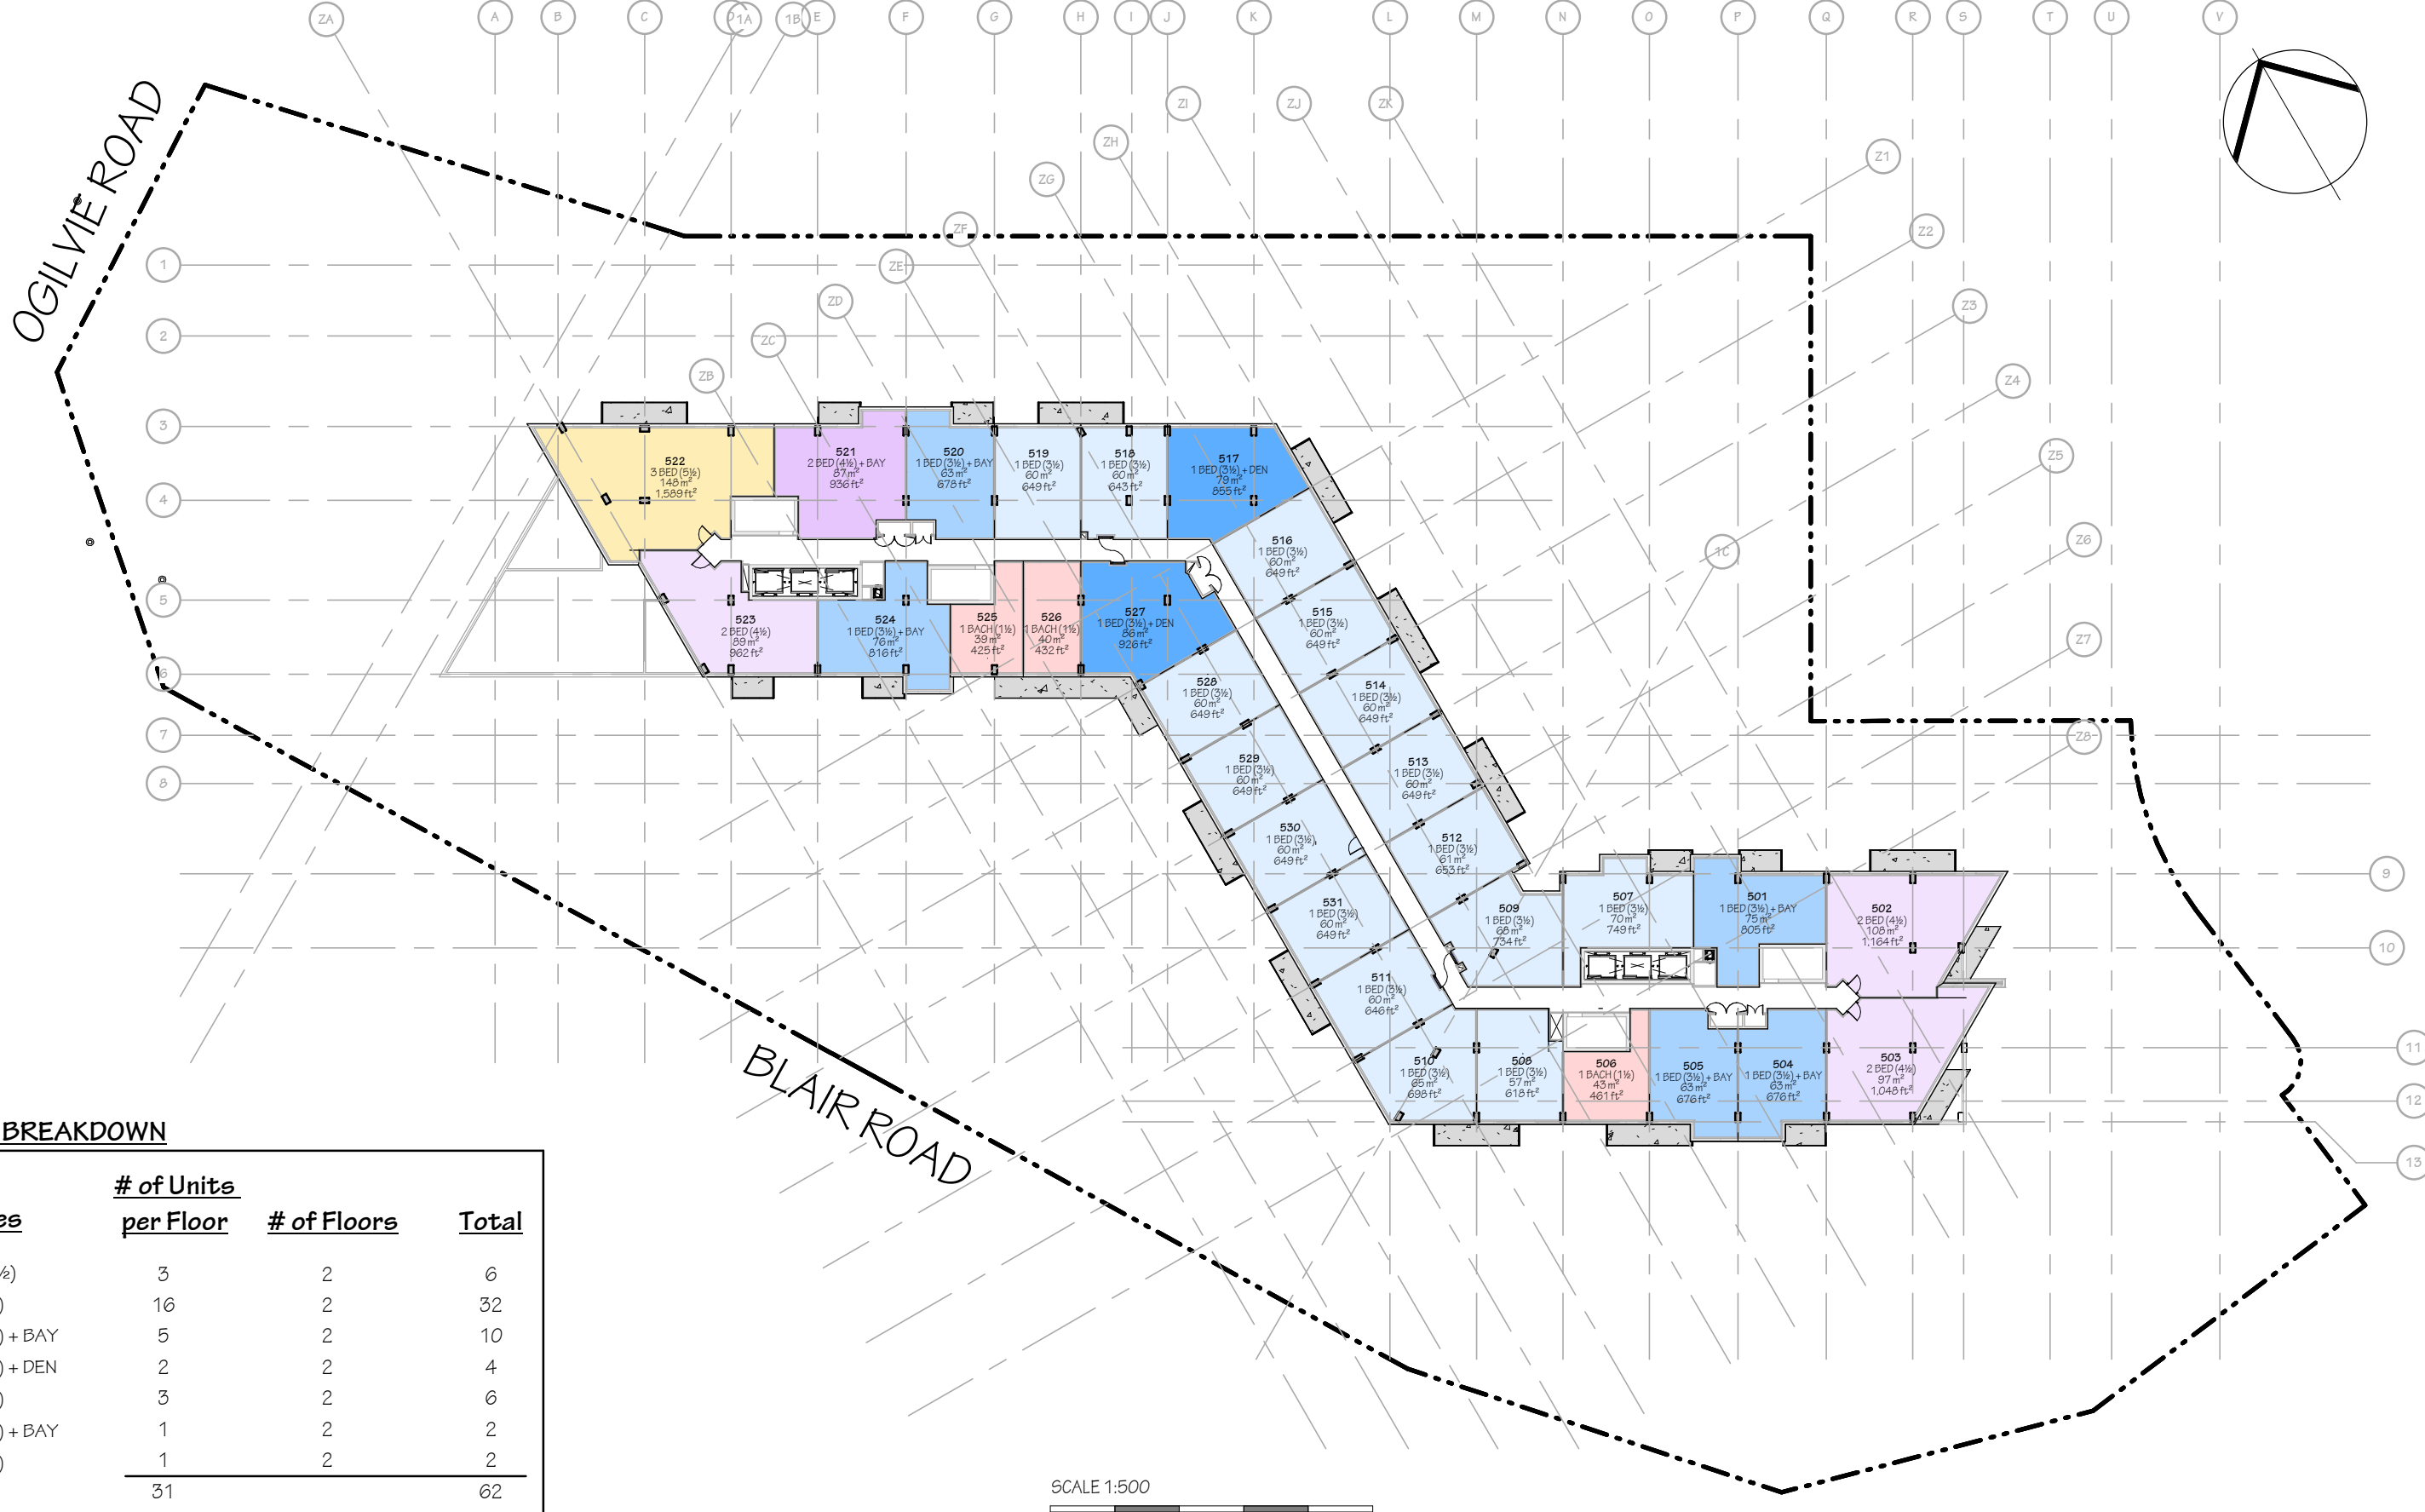 ZA
A
B
C
D
1A
1B
E
F
G
H
I
J
K
L
M
N
O
P
Q
R
S
T
U
V
ZI
ZJ
ZK
ZH
ZG
ZF
ZE
ZD
ZC
ZB
Z1
Z2
Z3
Z4
Z5
Z6
Z7
Z8
1C
1
2
3
4
5
6
7
8
9
10
11
12
13
OGILVIE ROAD
BLAIR ROAD
522
3 BED (5½)
148 m²
1,589 ft²
521
2 BED (4½) + BAY
87 m²
936 ft²
520
1 BED (3½) + BAY
63 m²
678 ft²
519
1 BED (3½)
60 m²
649 ft²
518
1 BED (3½)
60 m²
643 ft²
517
1 BED (3½) + DEN
79 m²
855 ft²
516
1 BED (3½)
60 m²
649 ft²
523
2 BED (4½)
89 m²
962 ft²
524
1 BED (3½) + BAY
76 m²
816 ft²
525
1 BACH (1½)
39 m²
425 ft²
526
1 BACH (1½)
40 m²
432 ft²
527
1 BED (3½) + DEN
86 m²
926 ft²
515
1 BED (3½)
60 m²
649 ft²
528
1 BED (3½)
60 m²
649 ft²
514
1 BED (3½)
60 m²
649 ft²
529
1 BED (3½)
60 m²
649 ft²
513
1 BED (3½)
60 m²
649 ft²
530
1 BED (3½)
60 m²
649 ft²
512
1 BED (3½)
61 m²
653 ft²
531
1 BED (3½)
60 m²
649 ft²
509
1 BED (3½)
68 m²
734 ft²
507
1 BED (3½)
70 m²
749 ft²
501
1 BED (3½) + BAY
75 m²
805 ft²
502
2 BED (4½)
108 m²
1,164 ft²
511
1 BED (3½)
60 m²
646 ft²
510
1 BED (3½)
65 m²
698 ft²
508
1 BED (3½)
57 m²
618 ft²
506
1 BACH (1½)
43 m²
461 ft²
505
1 BED (3½) + BAY
63 m²
676 ft²
504
1 BED (3½) + BAY
63 m²
676 ft²
503
2 BED (4½)
97 m²
1,048 ft²
BREAKDOWN
# of Units
es per Floor # of Floors Total
½) 3 2 6
) 16 2 32
) + BAY 5 2 10
) + DEN 2 2 4
) 3 2 6
) + BAY 1 2 2
) 1 2 2
31 62
SCALE 1:500